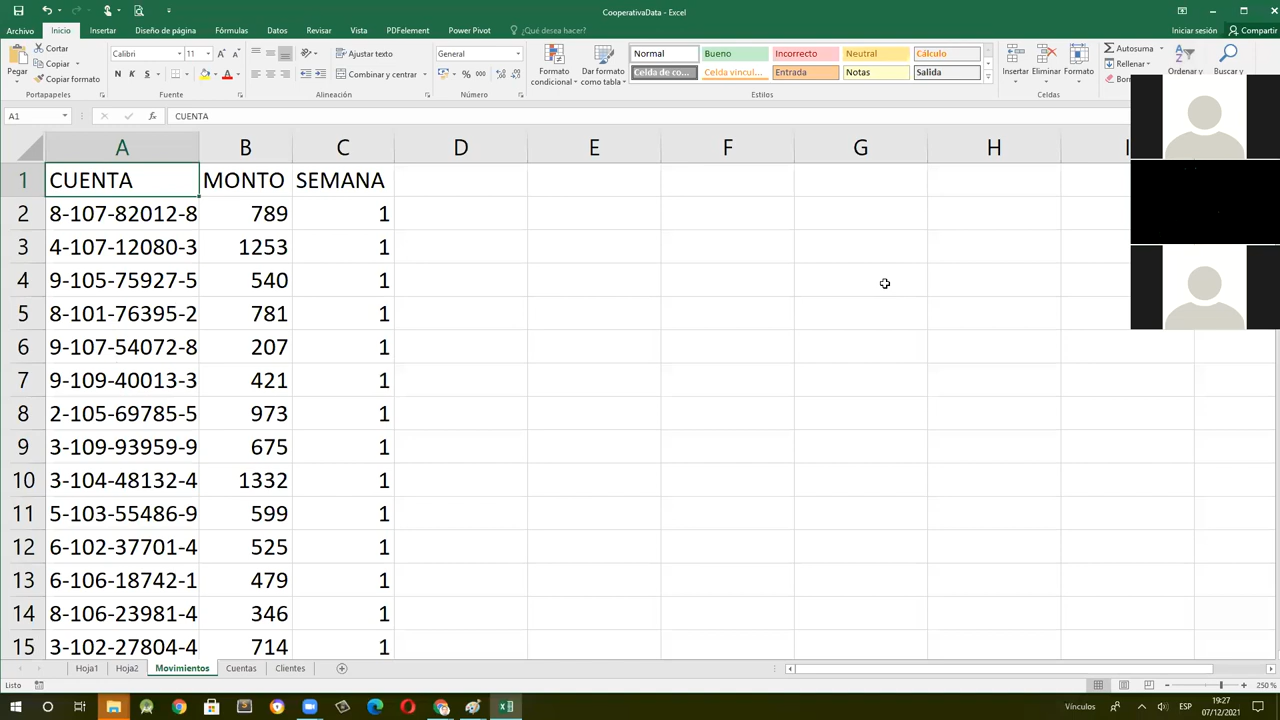 CooperativaData - Excel
Archivo Inicio Insertar Diseño de página Fórmulas Datos Revisar Vista PDFelement Power Pivot ¿Qué desea hacer? Iniciar sesión Compartir
Pegar
Cortar
Copiar
Copiar formato
Portapapeles
Calibri 11
N K S
Fuente
Ajustar texto
Combinar y centrar
Alineación
General
% 000
Número
Formato condicional
Dar formato como tabla
Normal Bueno Incorrecto Neutral Cálculo
Celda de co... Celda vincul... Entrada Notas Salida
Estilos
Insertar Eliminar Formato
Celdas
Autosuma
Rellenar
Ordenar y
Buscar y
A1 fx CUENTA
A B C D E F G H I
1 CUENTA MONTO SEMANA
2 8-107-82012-8 789 1
3 4-107-12080-3 1253 1
4 9-105-75927-5 540 1
5 8-101-76395-2 781 1
6 9-107-54072-8 207 1
7 9-109-40013-3 421 1
8 2-105-69785-5 973 1
9 3-109-93959-9 675 1
10 3-104-48132-4 1332 1
11 5-103-55486-9 599 1
12 6-102-37701-4 525 1
13 6-106-18742-1 479 1
14 8-106-23981-4 346 1
15 3-102-27804-4 714 1
Hoja1 Hoja2 Movimientos Cuentas Clientes
Listo 250 %
Vínculos ESP 19:27
07/12/2021